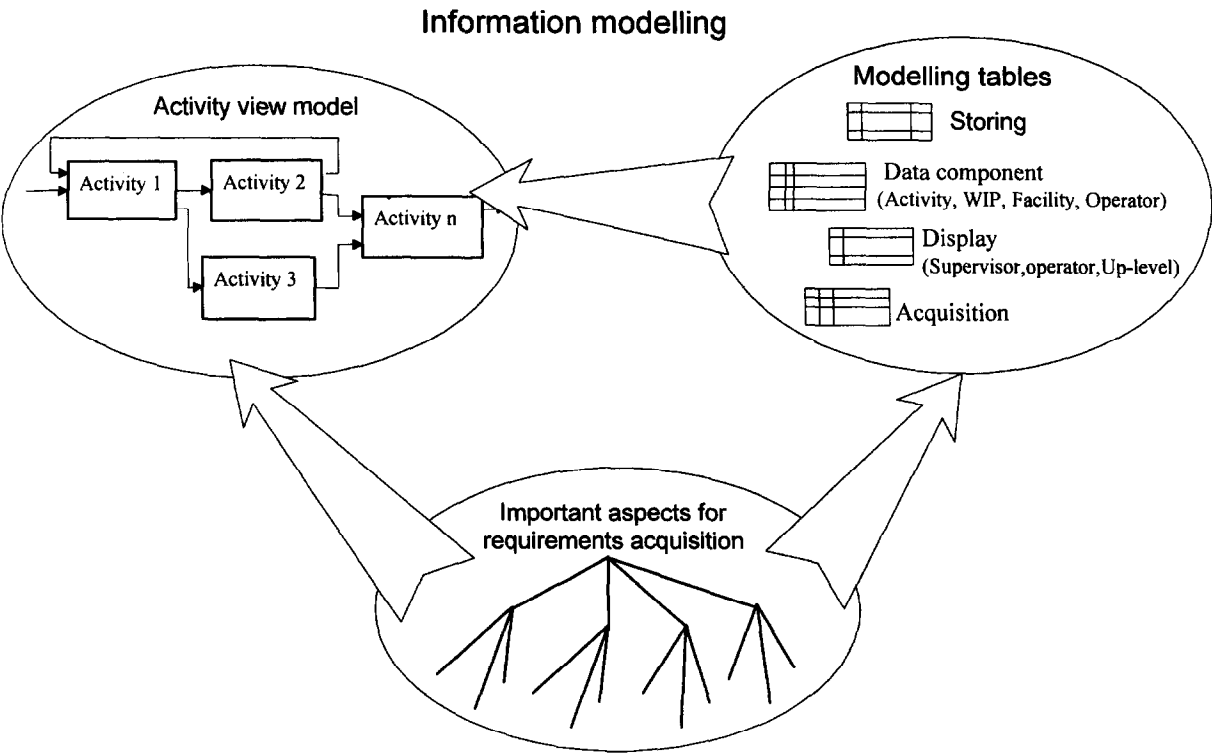 Information modelling
Activity view model
Activity 1
Activity 2
Activity n
Activity 3
Modelling tables
Storing
Data component
(Activity, WIP, Facility, Operator)
Display
(Supervisor,operator,Up-level)
Acquisition
Important aspects for
requirements acquisition